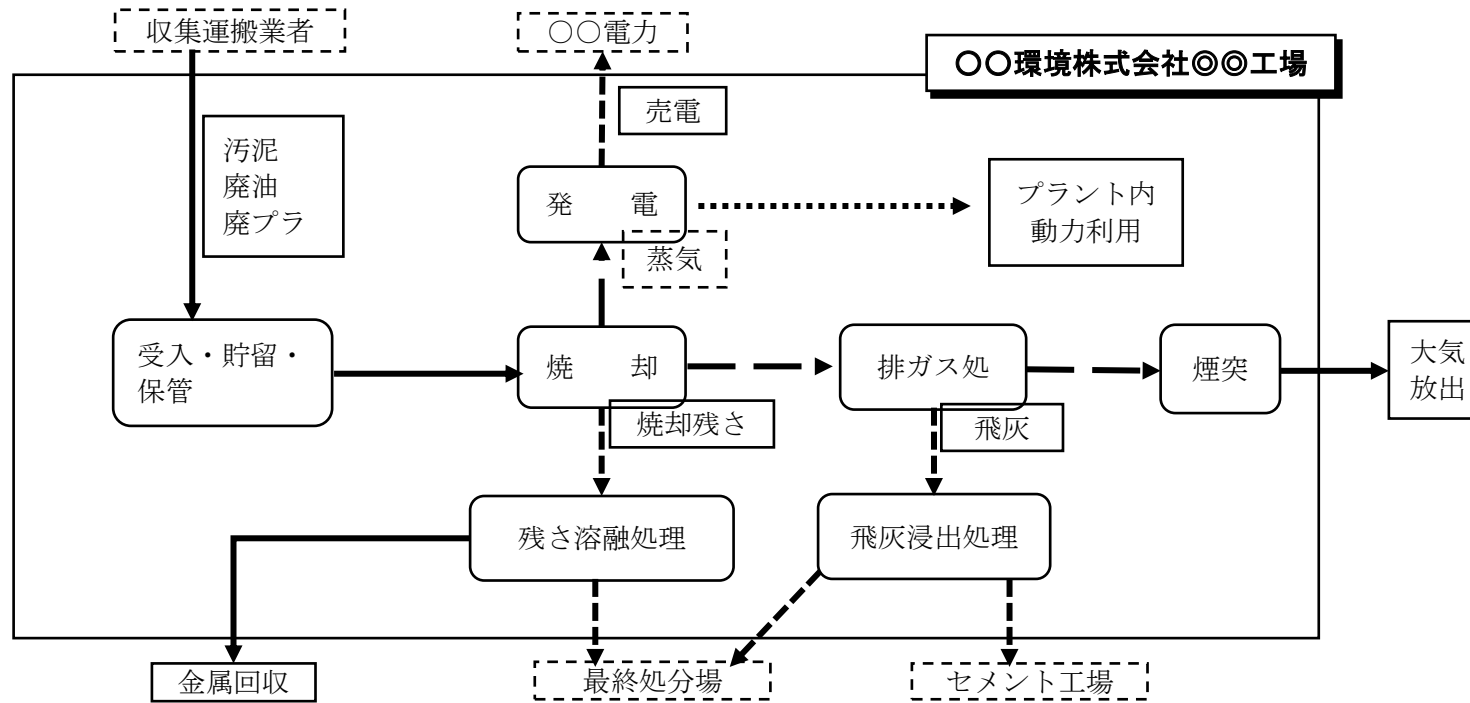 収集運搬業者
○○電力
○○環境株式会社◎◎工場
売電
汚泥
廃油
廃プラ
発　　電
プラント内
動力利用
蒸気
受入・貯留・
保管
焼　　却
排ガス処
煙突
大気
放出
焼却残さ
飛灰
残さ溶融処理
飛灰浸出処理
金属回収
最終処分場
セメント工場